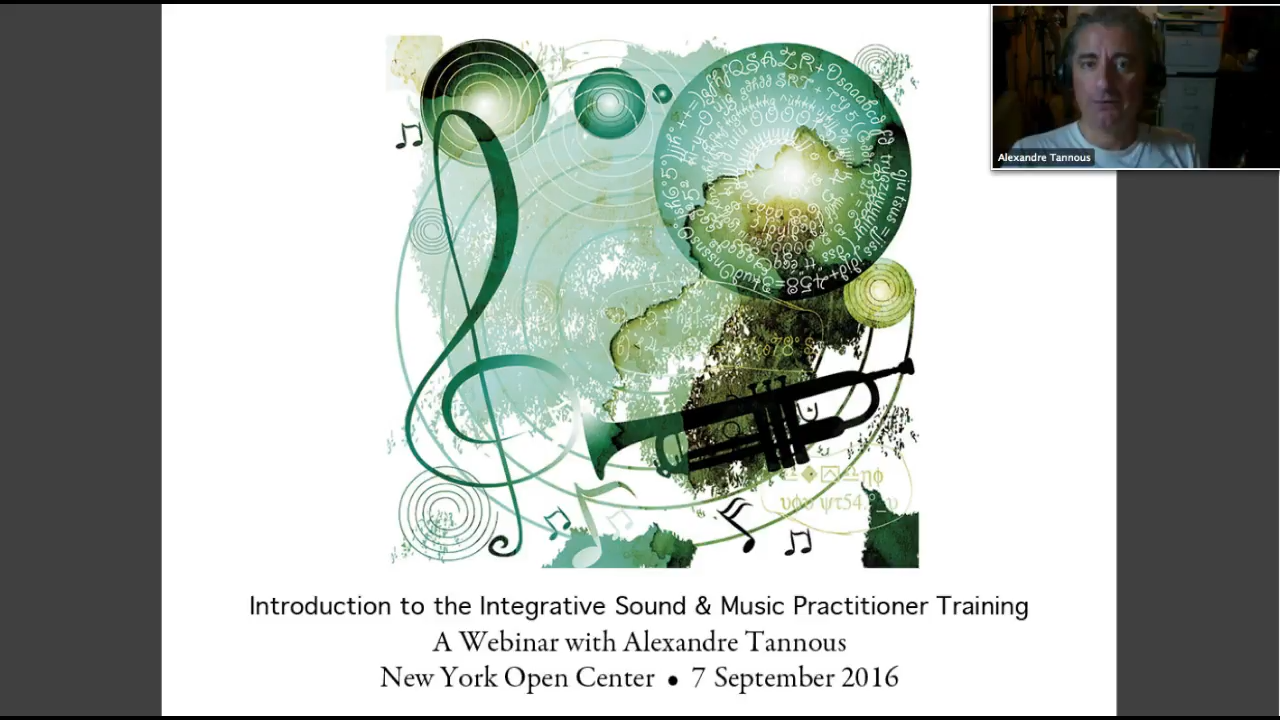 Alexandre Tannous
Introduction to the Integrative Sound & Music Practitioner Training
A Webinar with Alexandre Tannous
New York Open Center • 7 September 2016